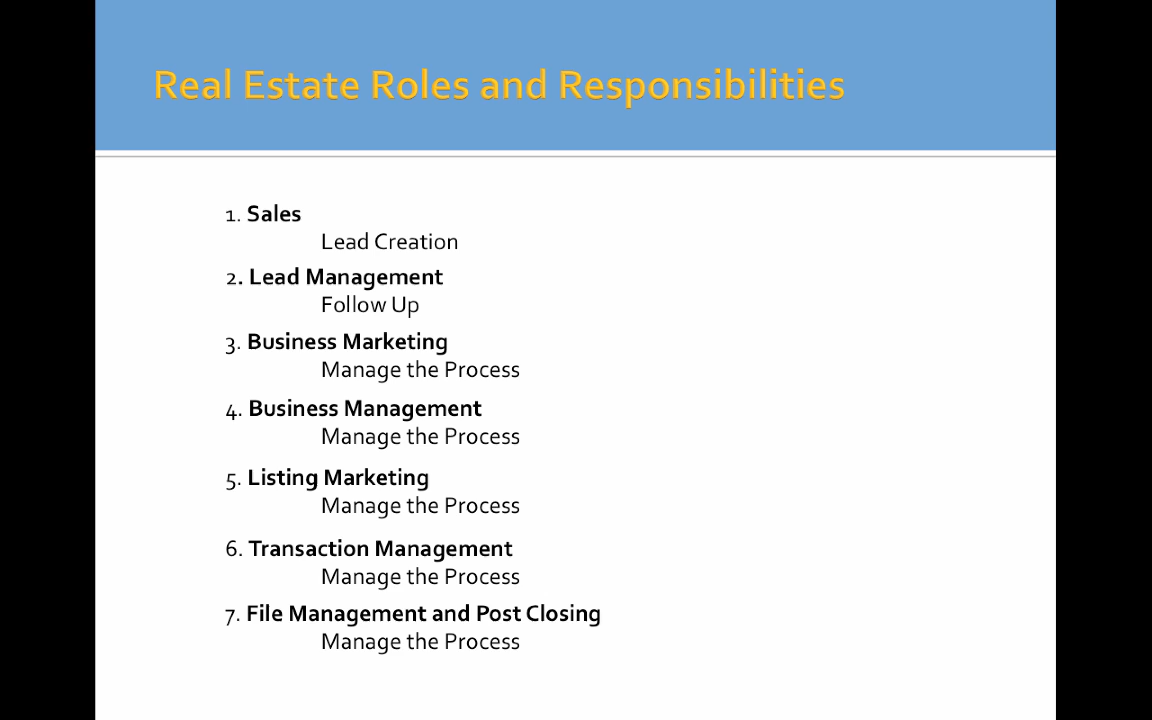 Real Estate Roles and Responsibilities
1. Sales
Lead Creation
2. Lead Management
Follow Up
3. Business Marketing
Manage the Process
4. Business Management
Manage the Process
5. Listing Marketing
Manage the Process
6. Transaction Management
Manage the Process
7. File Management and Post Closing
Manage the Process